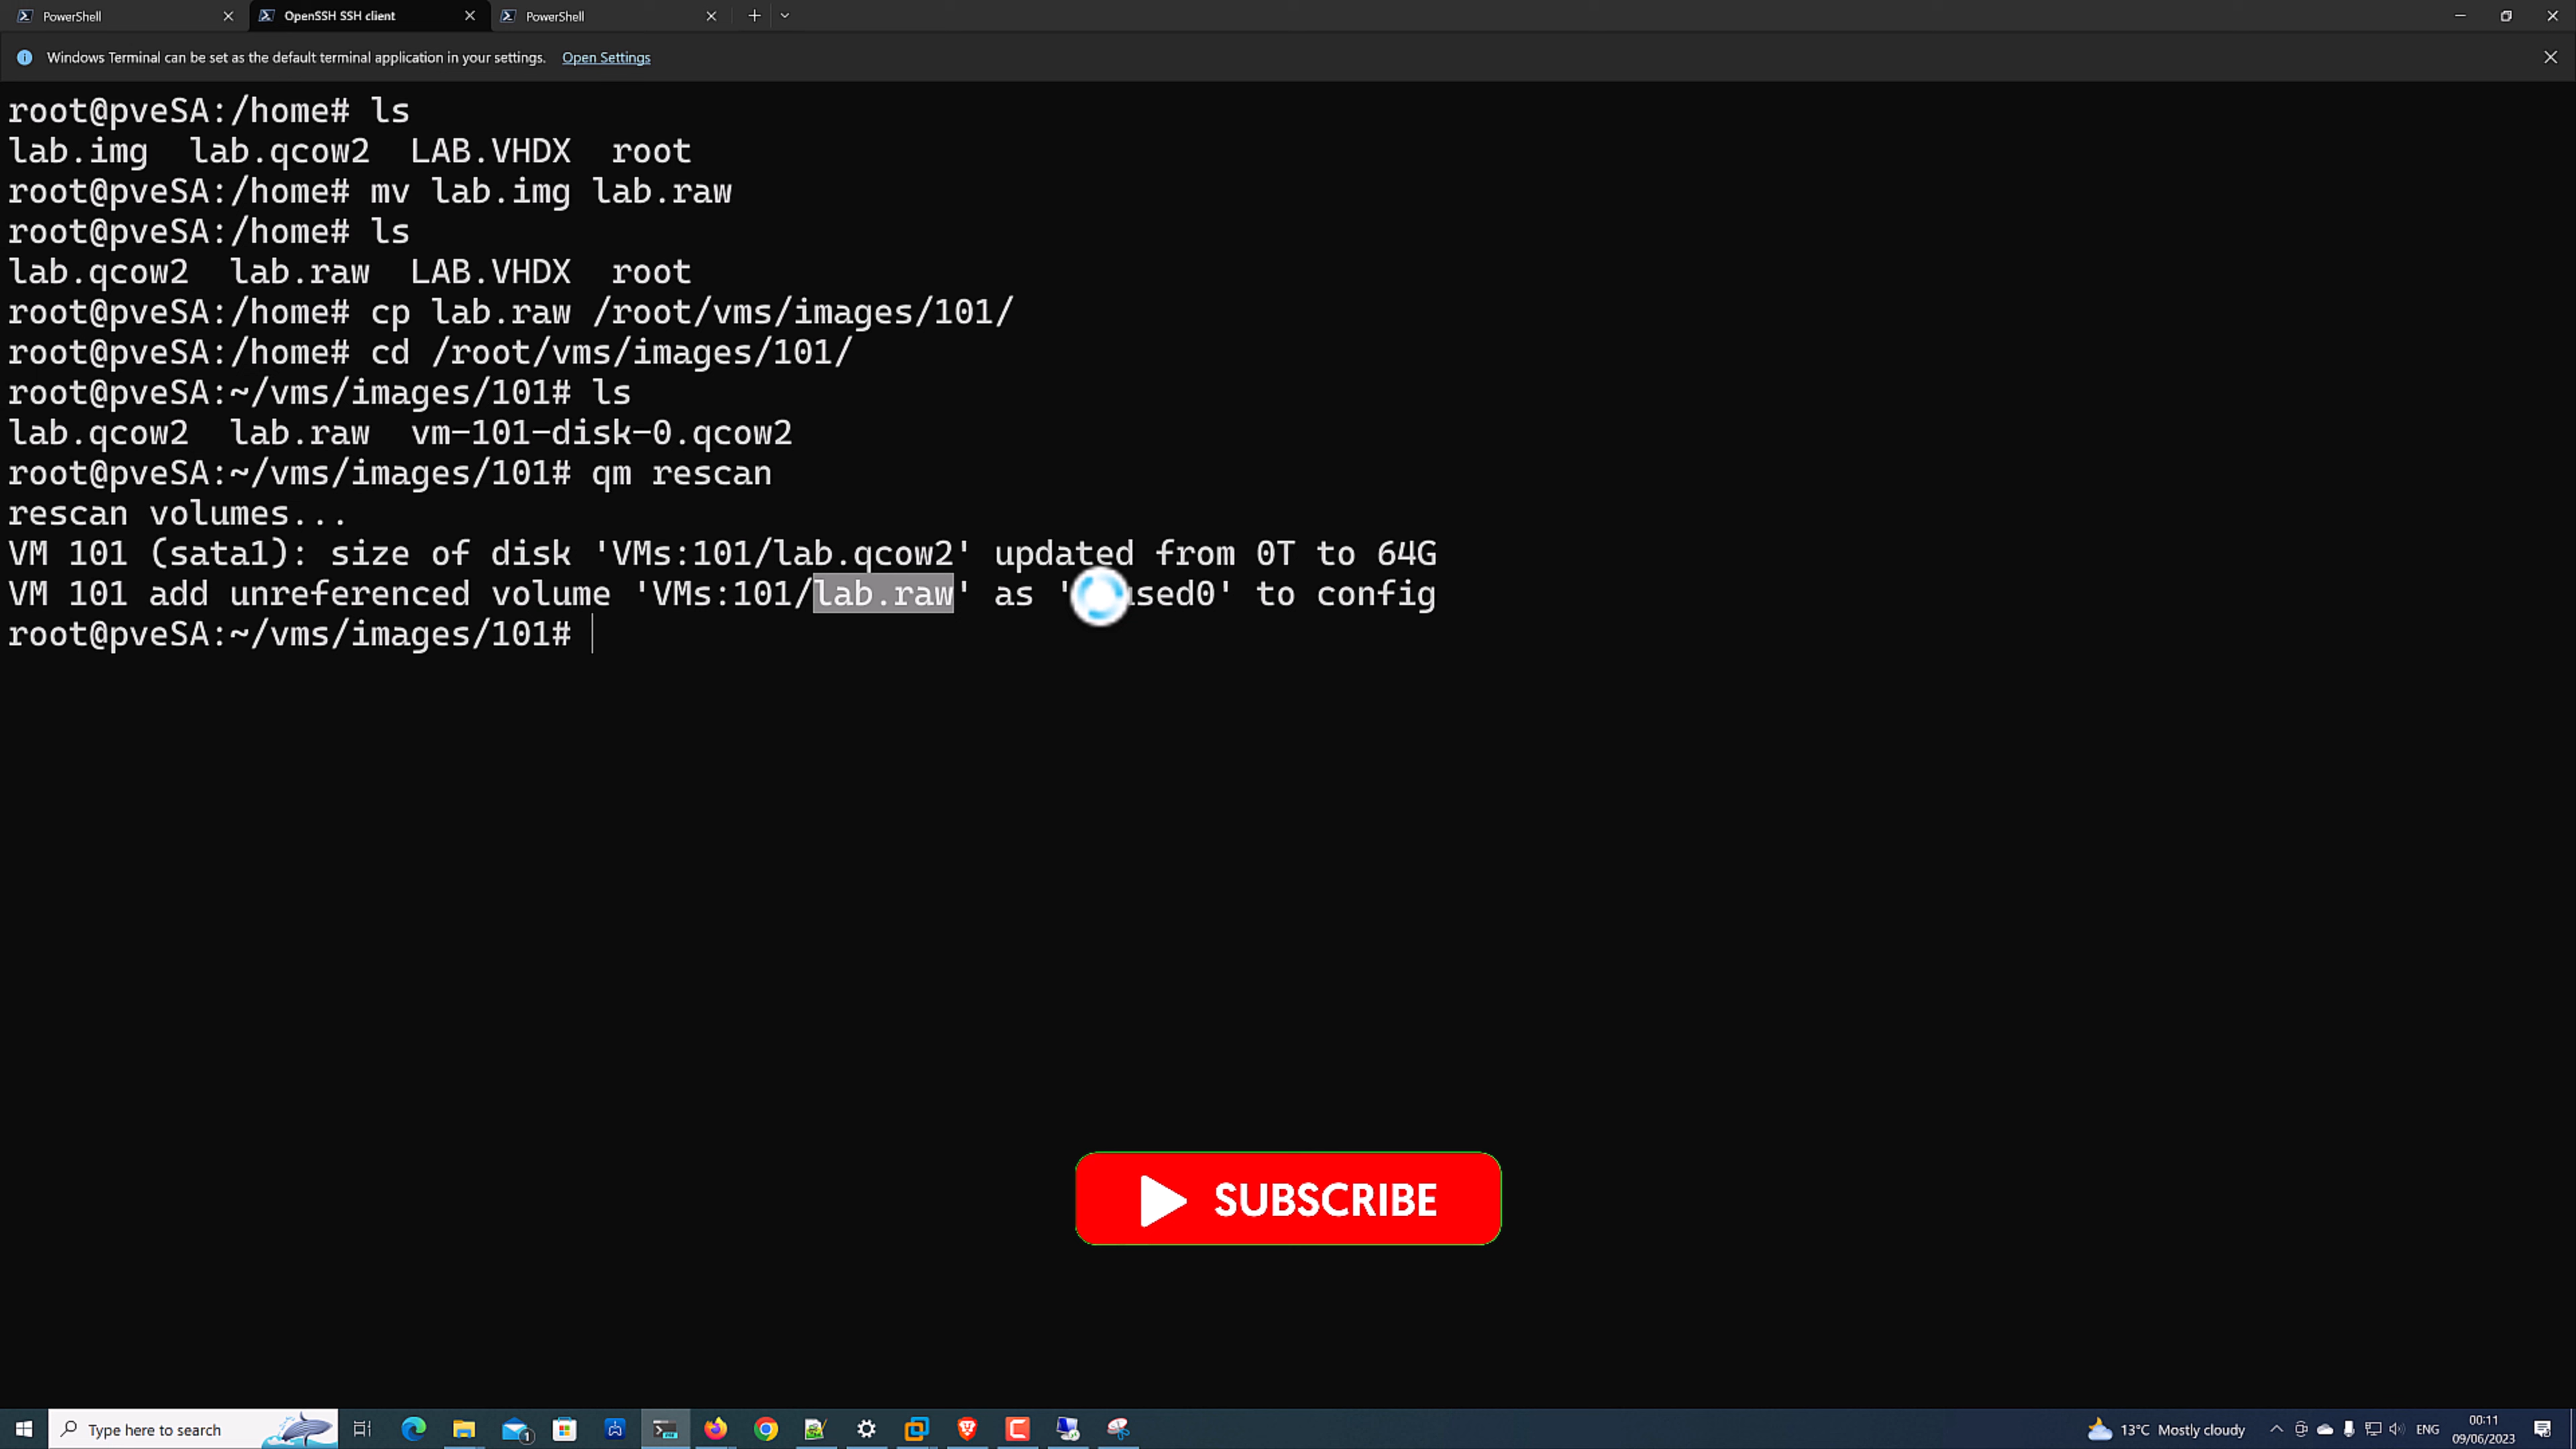 PowerShell
OpenSSH SSH client
PowerShell
Windows Terminal can be set as the default terminal application in your settings. Open Settings
root@pveSA:/home# ls
lab.img  lab.qcow2  LAB.VHDX  root
root@pveSA:/home# mv lab.img lab.raw
root@pveSA:/home# ls
lab.qcow2  lab.raw  LAB.VHDX  root
root@pveSA:/home# cp lab.raw /root/vms/images/101/
root@pveSA:/home# cd /root/vms/images/101/
root@pveSA:~/vms/images/101# ls
lab.qcow2  lab.raw  vm-101-disk-0.qcow2
root@pveSA:~/vms/images/101# qm rescan
rescan volumes...
VM 101 (sata1): size of disk 'VMs:101/lab.qcow2' updated from 0T to 64G
VM 101 add unreferenced volume 'VMs:101/lab.raw' as to config
root@pveSA:~/vms/images/101#
SUBSCRIBE
Type here to search
1
13°C Mostly cloudy
ENG
00:11
09/06/2023